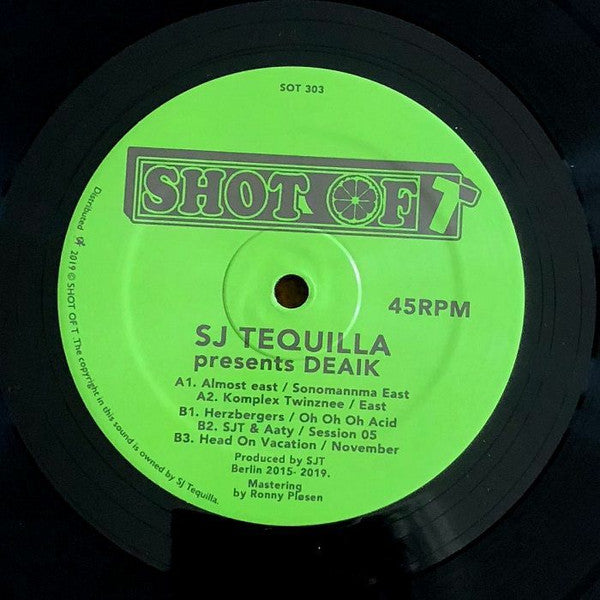 SOT 303
SHOT OF T
45RPM
SJ TEQUILLA
presents DEAIK
A1. Almost east / Sonomannma East
A2. Komplex Twinznee / East
B1. Herzbergers / Oh Oh Oh Acid
B2. SJT & Aaty / Session 05
B3. Head On Vacation / November
Produced by SJT
Berlin 2015- 2019.
Mastering
by Ronny Pløsen
Distributed Ø 2019 © SHOT OF T The copyright in this sound is owned by SJ Tequilla.